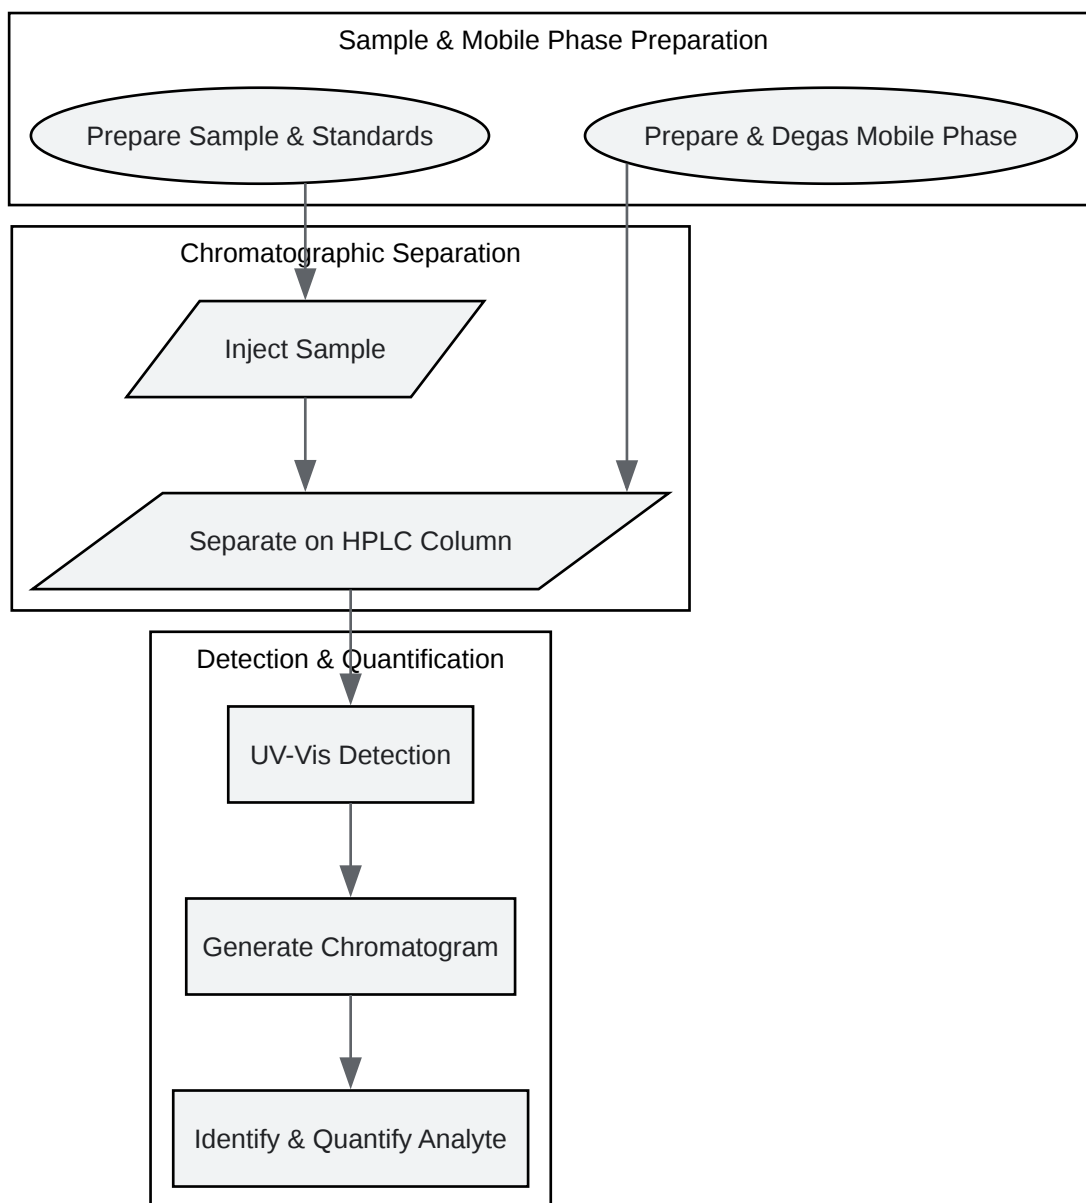 Sample & Mobile Phase Preparation
Prepare Sample & Standards
Prepare & Degas Mobile Phase
Chromatographic Separation
Inject Sample
Separate on HPLC Column
Detection & Quantification
UV-Vis Detection
Generate Chromatogram
Identify & Quantify Analyte